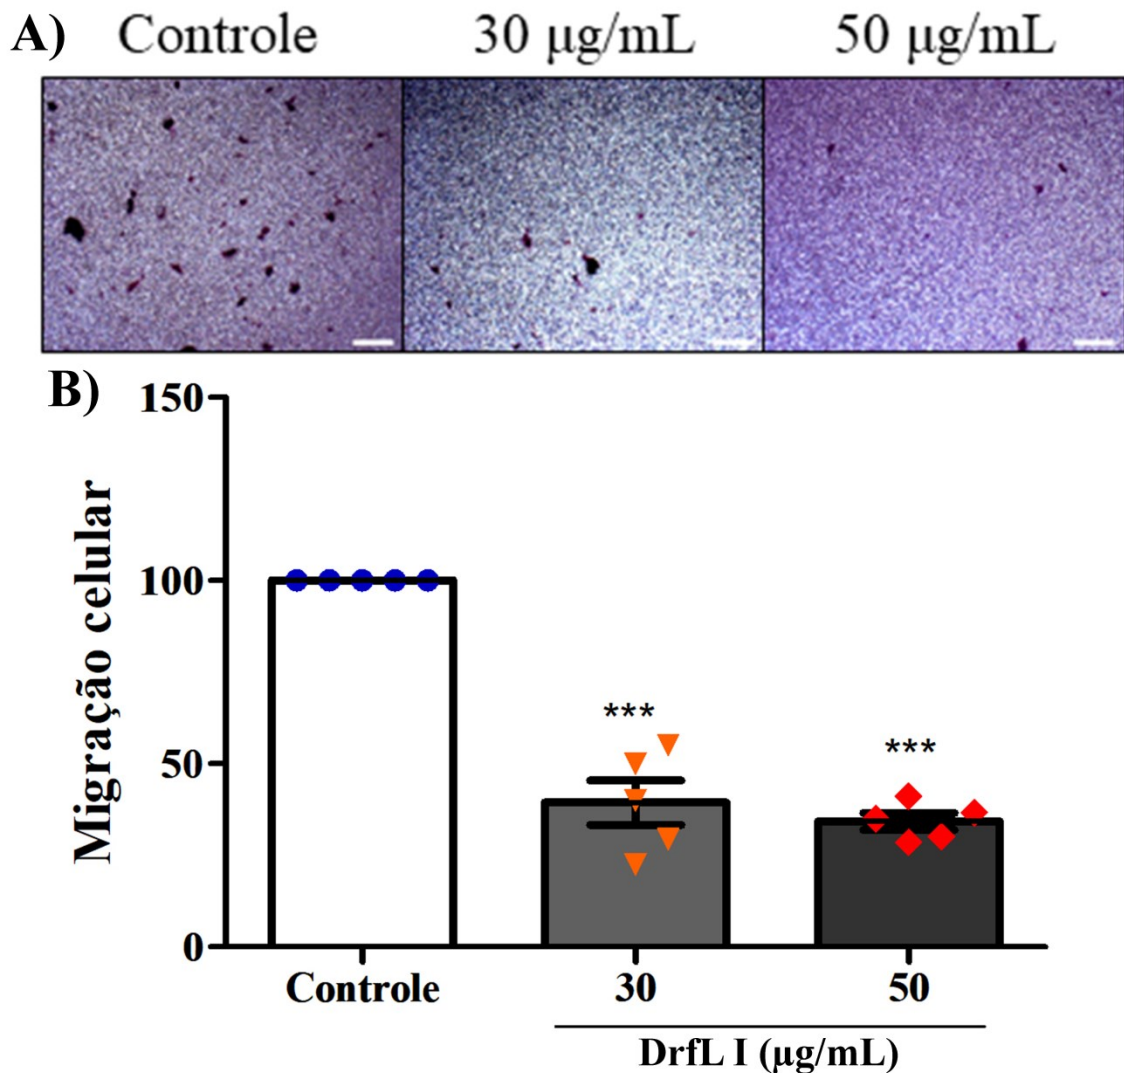 A) Controle 30 μg/mL 50 μg/mL
B)
150
100
50
0
Migração celular
***
***
Controle 30 50
DrfL I (μg/mL)